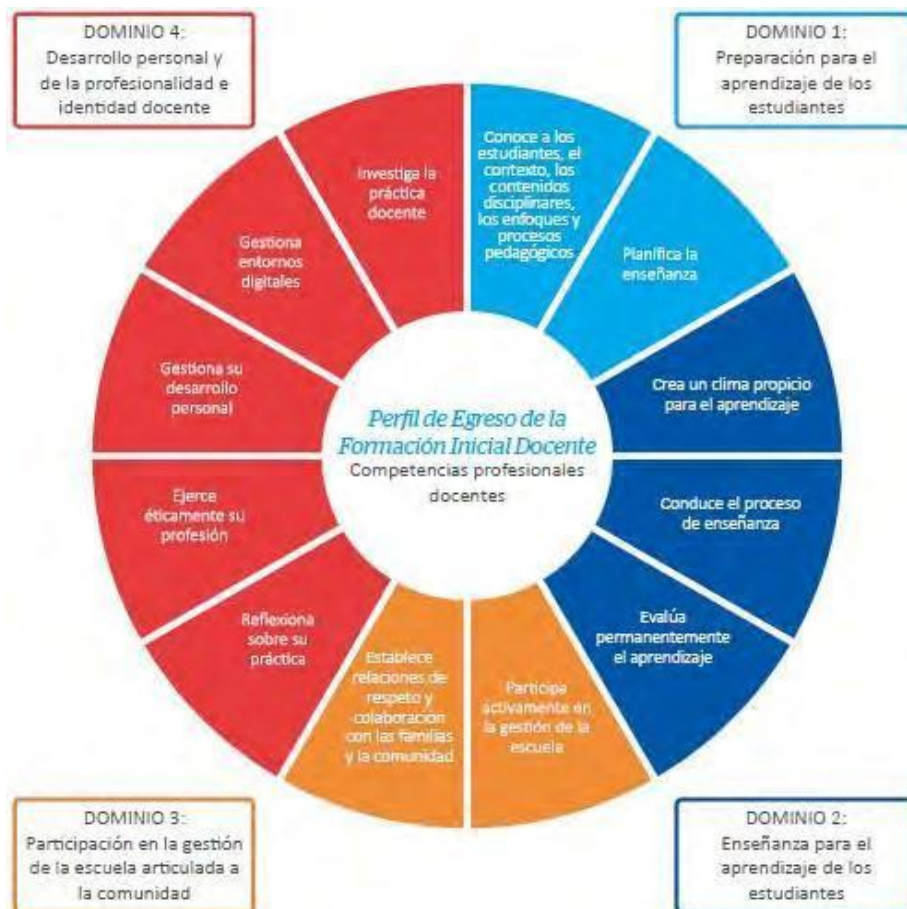 DOMINIO 4:
Desarrollo personal y
de la profesionalidad e
identidad docente
DOMINIO 1:
Preparación para el
aprendizaje de los
estudiantes
Conoce a los
estudiantes, el
contexto, los
contenidos
disciplinares,
los enfoques y
procesos
pedagógicos
Planifica la
enseñanza
Crea un clima propicio
para el aprendizaje
Conduce el proceso
de enseñanza
Evalúa
permanentemente
el aprendizaje
Participa
activamente en
la gestión de la
escuela
Establece
relaciones de
respeto y
colaboración
con las familias
y la comunidad
Reflexiona
sobre su
práctica
Ejerce
éticamente su
profesión
Gestiona su
desarrollo
personal
Gestiona
entornos
digitales
Investiga la
práctica
docente
Perfil de Egreso de la
Formación Inicial Docente
Competencias profesionales
docentes
DOMINIO 3:
Participación en la gestión
de la escuela articulada a
la comunidad
DOMINIO 2:
Enseñanza para el
aprendizaje de los
estudiantes